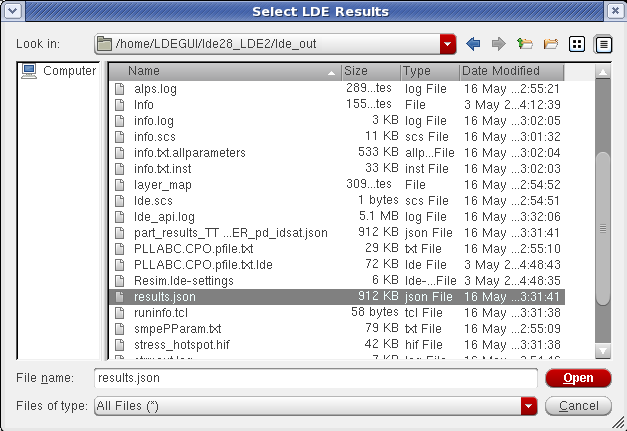 Select LDE Results
Look in: /home/LDEGUI/lde28_LDE2/lde_out
Computer
Name Size Type Date Modified
alps.log 289...tes log File 16 May ...2:55:21
Info 155...tes File 3 May 2...4:12:39
info.log 3 KB log File 16 May ...3:02:05
info.scs 11 KB scs File 16 May ...3:01:32
info.txt.allparameters 533 KB allp...File 16 May ...3:02:04
info.txt.inst 33 KB inst File 16 May ...3:02:03
layer_map 309...tes File 16 May ...2:54:52
lde.scs 1 bytes scs File 16 May ...2:54:51
lde_api.log 5.1 MB log File 16 May ...3:32:06
part_results_TT ...ER_pd_idsat.json 912 KB json File 16 May ...3:31:41
PLLABC.CPO.pfile.txt 29 KB txt File 16 May ...2:55:10
PLLABC.CPO.pfile.txt.lde 72 KB lde File 3 May 2...4:48:43
Resim.lde-settings 6 KB lde-...File 3 May 2...4:48:35
results.json 912 KB json File 16 May ...3:31:41
runinfo.tcl 58 bytes tcl File 16 May ...3:31:38
smpePParam.txt 79 KB txt File 16 May ...2:55:09
stress_hotspot.hif 42 KB hif File 16 May ...3:31:38
File name: results.json Open
Files of type: All Files (*) Cancel